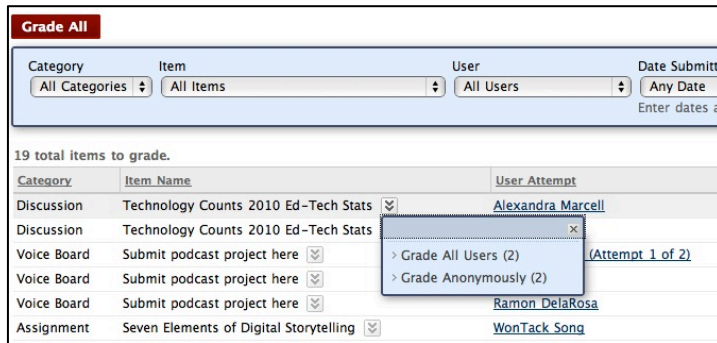 Grade All
Category Item User Date Submitt
All Categories All Items All Users Any Date
Enter dates a
19 total items to grade.
Category Item Name User Attempt
Discussion Technology Counts 2010 Ed-Tech Stats Alexandra Marcell
Discussion Technology Counts 2010 Ed-Tech Stats
> Grade All Users (2)
> Grade Anonymously (2)
Voice Board Submit podcast project here (Attempt 1 of 2)
Voice Board Submit podcast project here
Voice Board Submit podcast project here Ramon DelaRosa
Assignment Seven Elements of Digital Storytelling WonTack Song